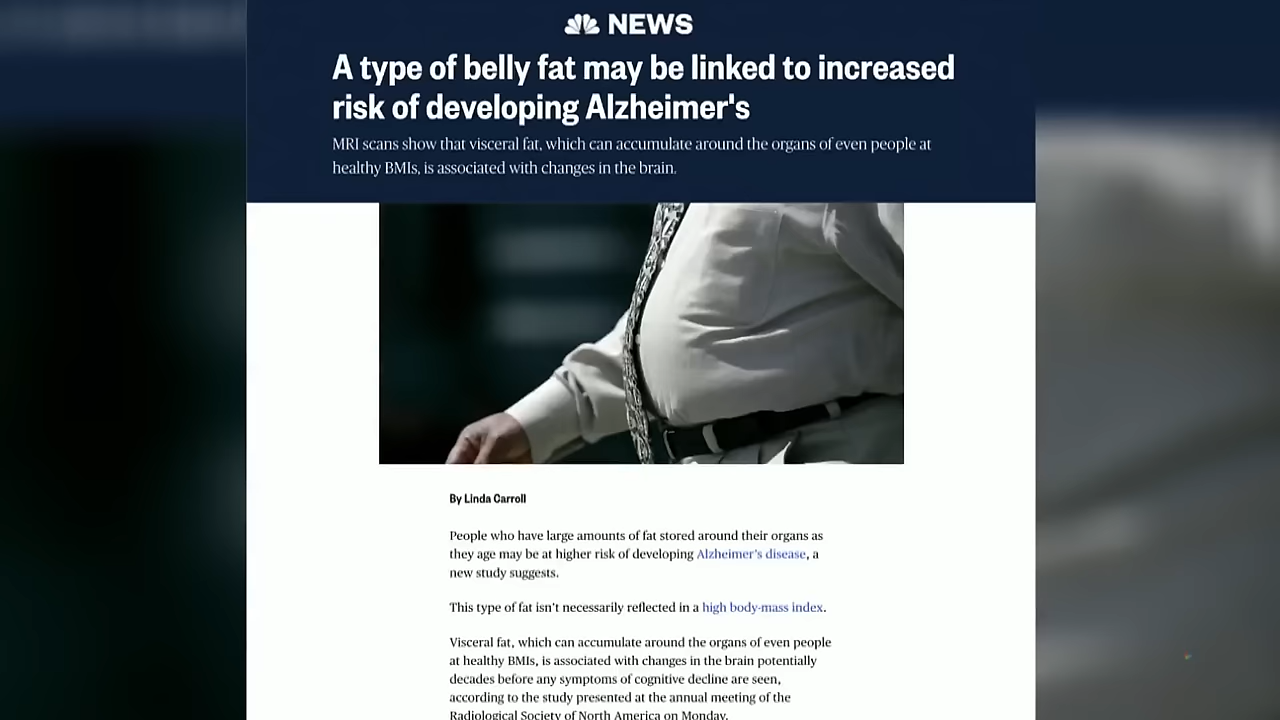 NEWS
A type of belly fat may be linked to increased
risk of developing Alzheimer's
MRI scans show that visceral fat, which can accumulate around the organs of even people at
healthy BMIs, is associated with changes in the brain.
By Linda Carroll
People who have large amounts of fat stored around their organs as
they age may be at higher risk of developing Alzheimer’s disease, a
new study suggests.
This type of fat isn’t necessarily reflected in a high body-mass index.
Visceral fat, which can accumulate around the organs of even people
at healthy BMIs, is associated with changes in the brain potentially
decades before any symptoms of cognitive decline are seen,
according to the study presented at the annual meeting of the
Radiological Society of North America on Monday.